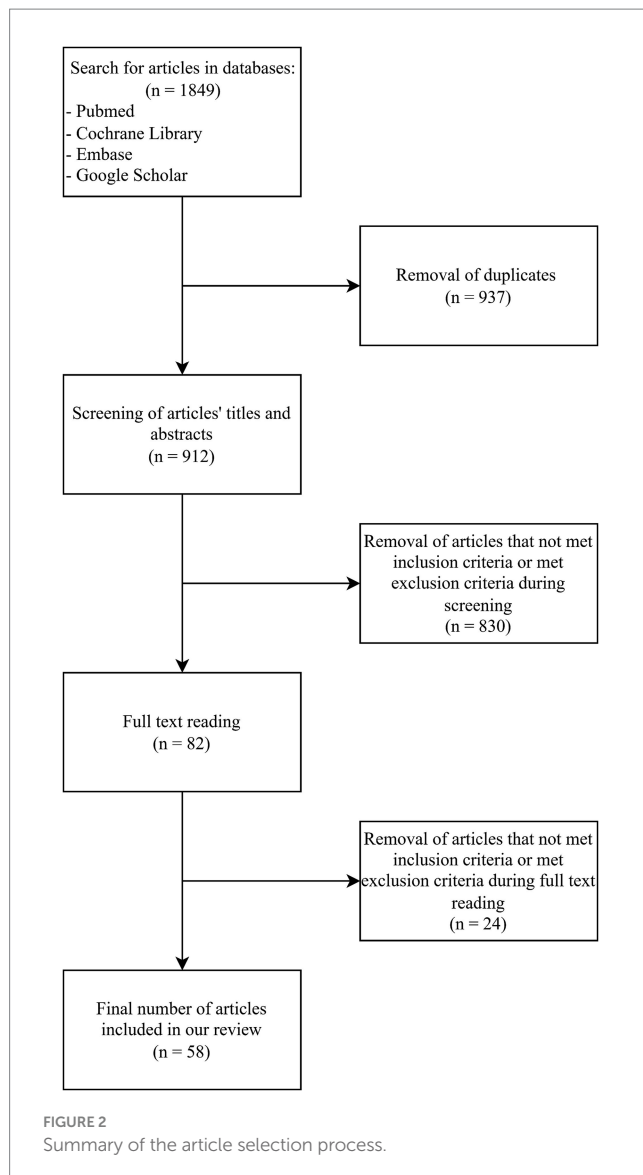 Search for articles in databases:
(n = 1849)
- Pubmed
- Cochrane Library
- Embase
- Google Scholar
Removal of duplicates
(n = 937)
Screening of articles' titles and
abstracts
(n = 912)
Removal of articles that not met
inclusion criteria or met
exclusion criteria during
screening
(n = 830)
Full text reading
(n = 82)
Removal of articles that not met
inclusion criteria or met
exclusion criteria during full text
reading
(n = 24)
Final number of articles
included in our review
(n = 58)
FIGURE 2
Summary of the article selection process.